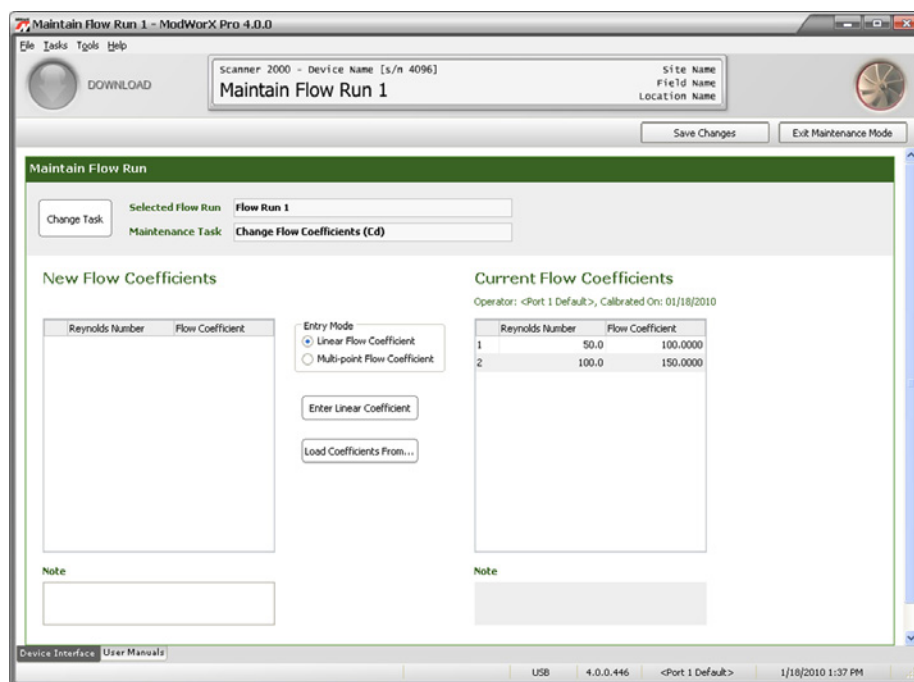 Maintain Flow Run 1 - ModWorX Pro 4.0.0
File Tasks Tools Help
DOWNLOAD
Scanner 2000 - Device Name [s/n 4096]
Maintain Flow Run 1
Site Name
Field Name
Location Name
Save Changes
Exit Maintenance Mode
Maintain Flow Run
Change Task
Selected Flow Run Flow Run 1
Maintenance Task Change Flow Coefficients (Cd)
New Flow Coefficients
Reynolds Number Flow Coefficient
Entry Mode
Linear Flow Coefficient
Multi-point Flow Coefficient
Enter Linear Coefficient
Load Coefficients From...
Note
Current Flow Coefficients
Operator: <Port 1 Default>, Calibrated On: 01/18/2010
Reynolds Number Flow Coefficient
1 50.0 100.0000
2 100.0 150.0000
Note
Device Interface User Manuals
USB 4.0.0.446 <Port 1 Default> 1/18/2010 1:37 PM